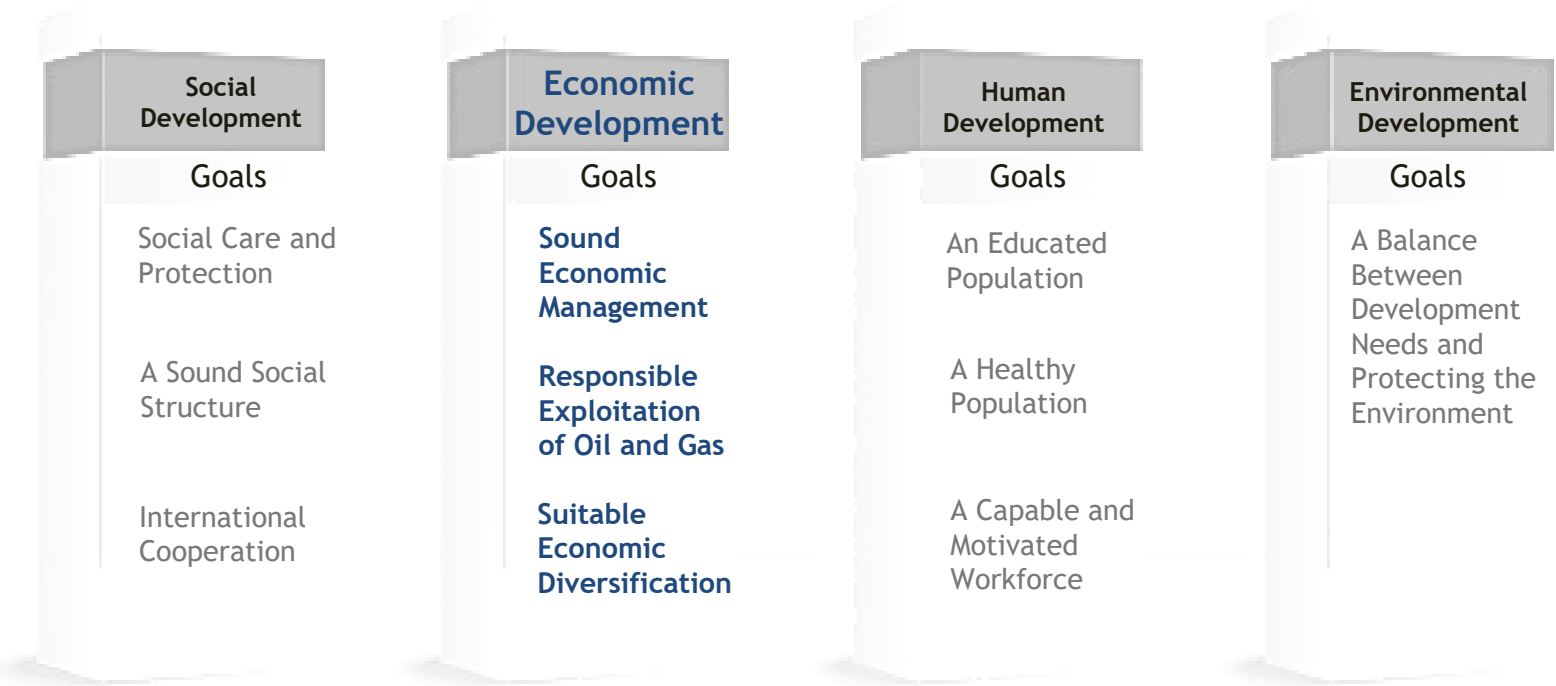 Social
Development
Goals
Social Care and
Protection
A Sound Social
Structure
International
Cooperation
Economic
Development
Goals
Sound
Economic
Management
Responsible
Exploitation
of Oil and Gas
Suitable
Economic
Diversification
Human
Development
Goals
An Educated
Population
A Healthy
Population
A Capable and
Motivated
Workforce
Environmental
Development
Goals
A Balance
Between
Development
Needs and
Protecting the
Environment